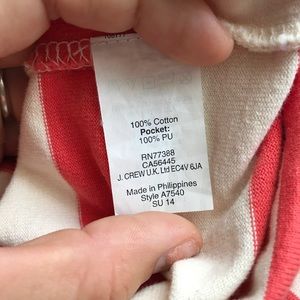 100% Cotton
Pocket:
100% PU
RN77388
CA56445
J. CREW U.K. Ltd EC4V 6JA
Made in Philippines
Style A7540
SU 14